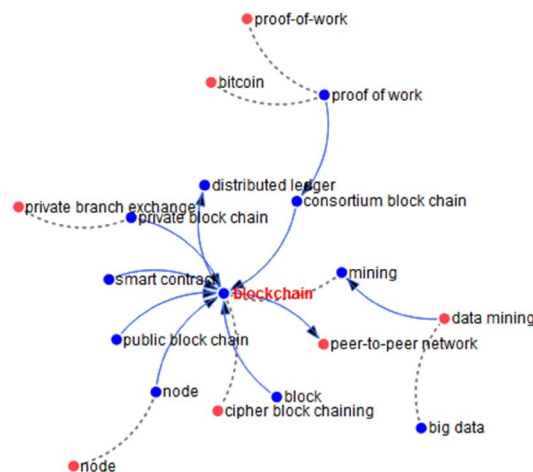 proof-of-work
bitcoin
proof of work
distributed ledger
consortium block chain
private branch exchange
private block chain
mining
smart contract
blockchain
data mining
public block chain
peer-to-peer network
node
block
cipher block chaining
big data
node